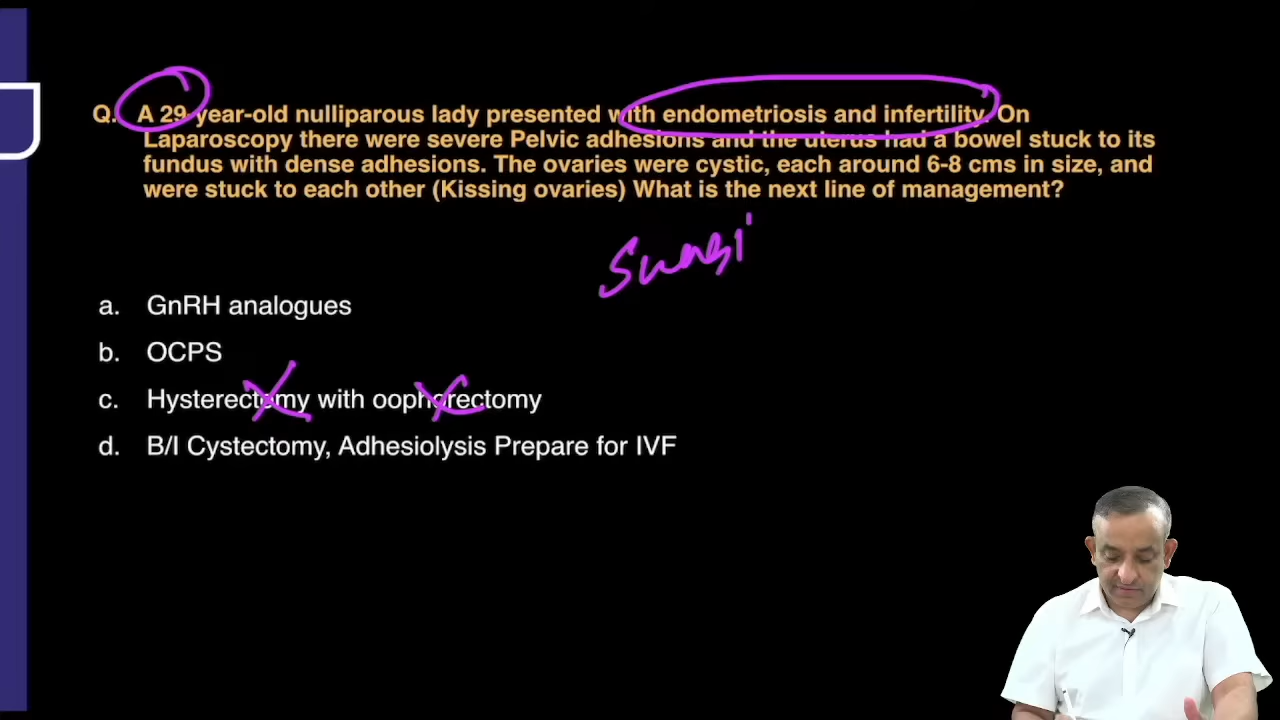 Q. A 29 year-old nulliparous lady presented with endometriosis and infertility. On
Laparoscopy there were severe Pelvic adhesions and the uterus had a bowel stuck to its
fundus with dense adhesions. The ovaries were cystic, each around 6-8 cms in size, and
were stuck to each other (Kissing ovaries) What is the next line of management?
a. GnRH analogues
b. OCPS
c. Hysterectomy with oophorectomy
d. B/l Cystectomy, Adhesiolysis Prepare for IVF